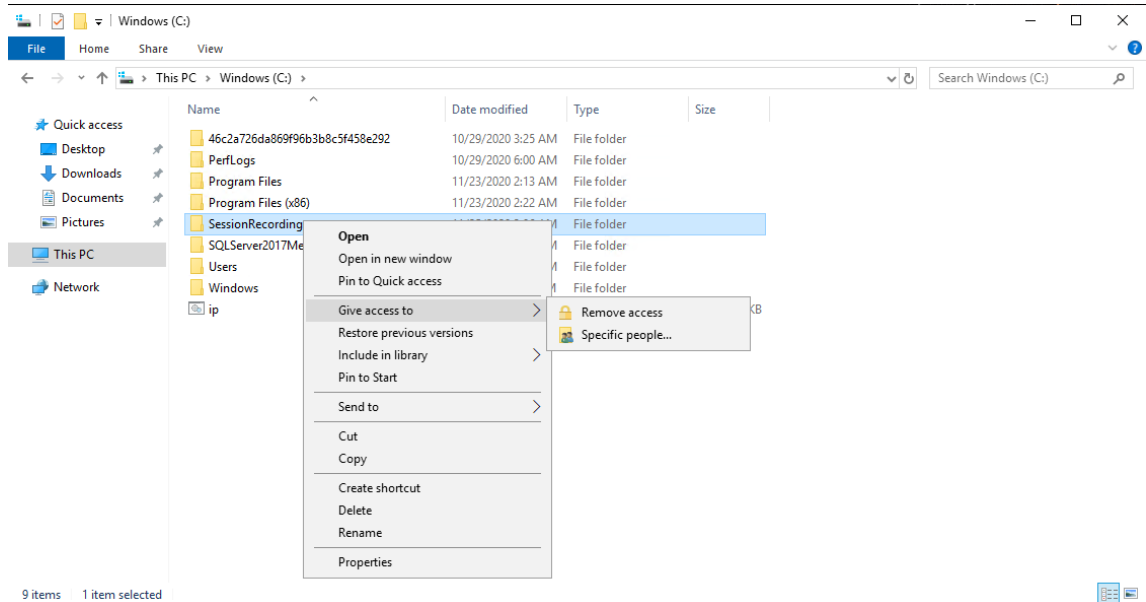 Windows (C:)
File Home Share View
This PC > Windows (C:) >
Search Windows (C:)
Name Date modified Type Size
Quick access
Desktop
Downloads
Documents
Pictures
This PC
Network
46c2a726da869f96b3b8c5f458e292 10/29/2020 3:25 AM File folder
PerfLogs 10/29/2020 6:00 AM File folder
Program Files 11/23/2020 2:13 AM File folder
Program Files (x86) 11/23/2020 2:22 AM File folder
SessionRecording File folder
SQLServer2017Me File folder
Users File folder
Windows File folder
ip KB
Open
Open in new window
Pin to Quick access
Give access to
Restore previous versions
Include in library
Pin to Start
Send to
Cut
Copy
Create shortcut
Delete
Rename
Properties
Remove access
Specific people...
9 items 1 item selected